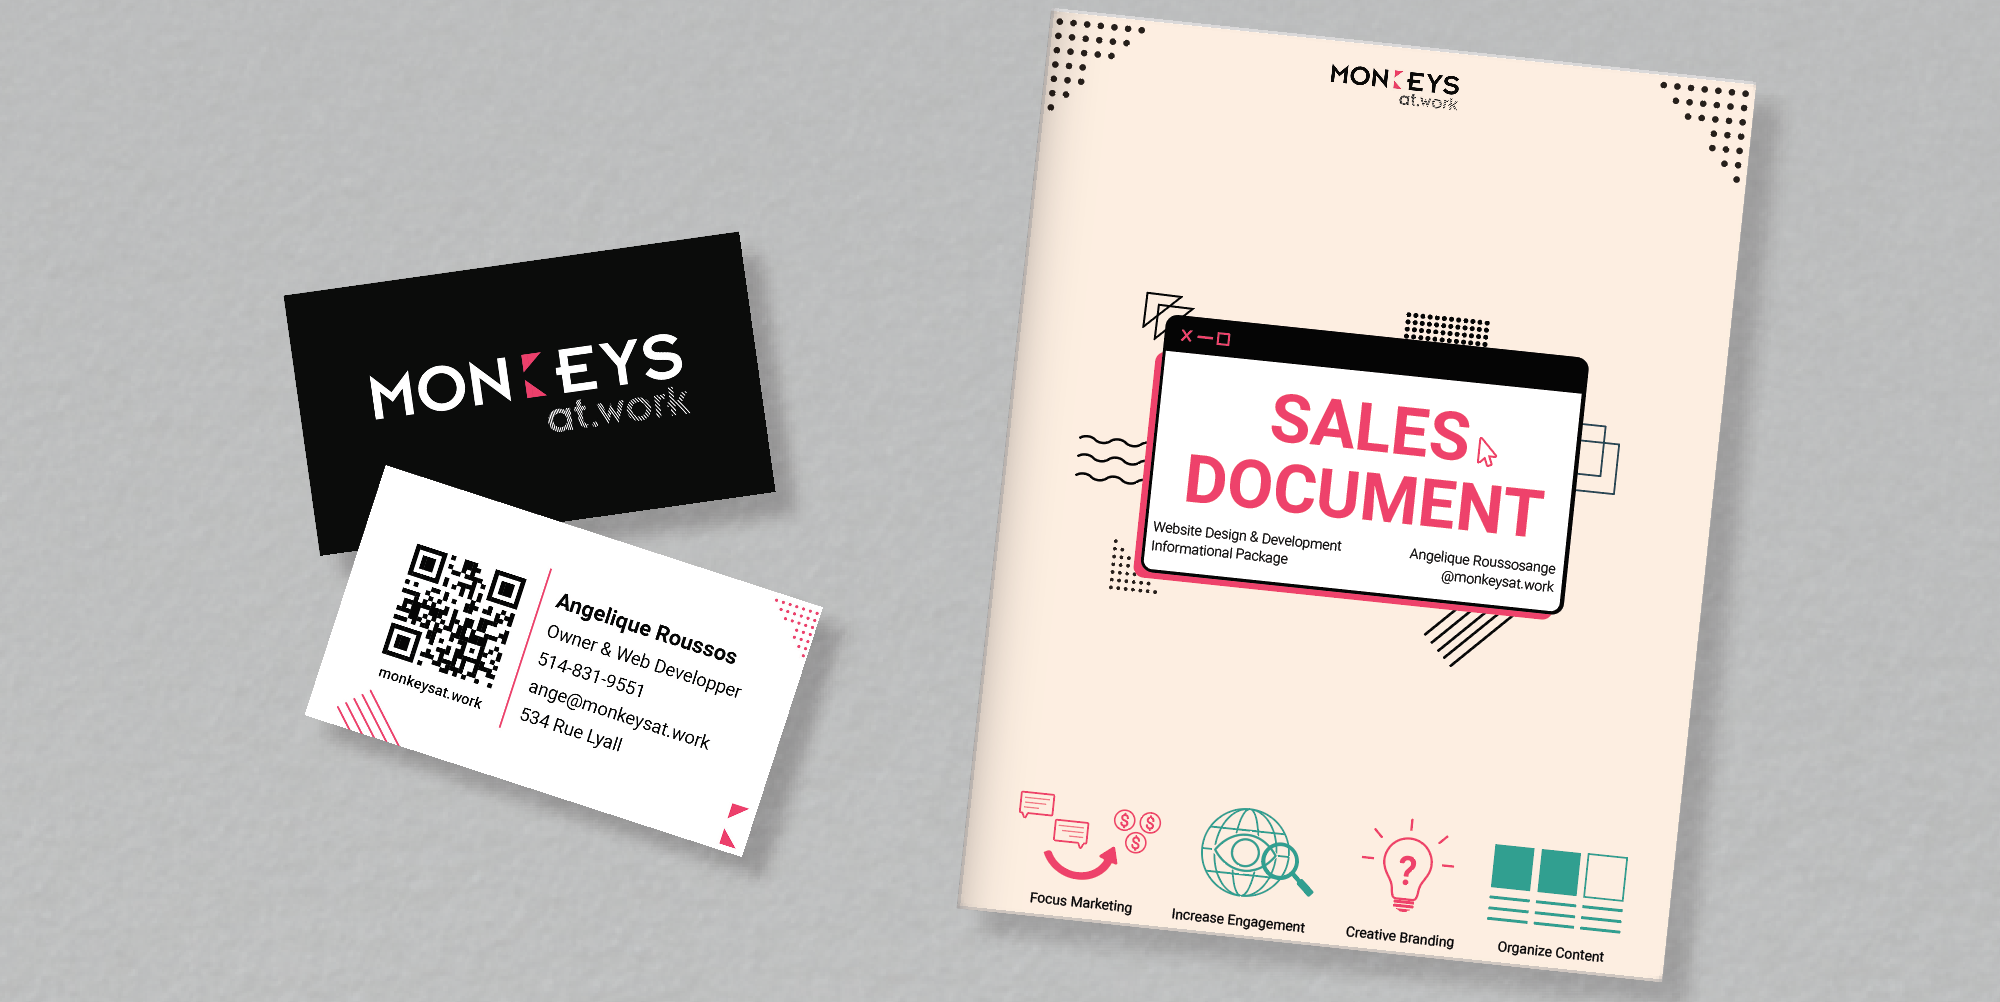 MONKEYS
at.work
monkeysat.work
Angelique Roussos
Owner & Web Developper
514-831-9551
ange@monkeysat.work
534 Rue Lyall
MONKEYS
at.work
SALES
DOCUMENT
Website Design & Development
Informational Package
Angelique Roussosange
@monkeysat.work
Focus Marketing
Increase Engagement
Creative Branding
Organize Content